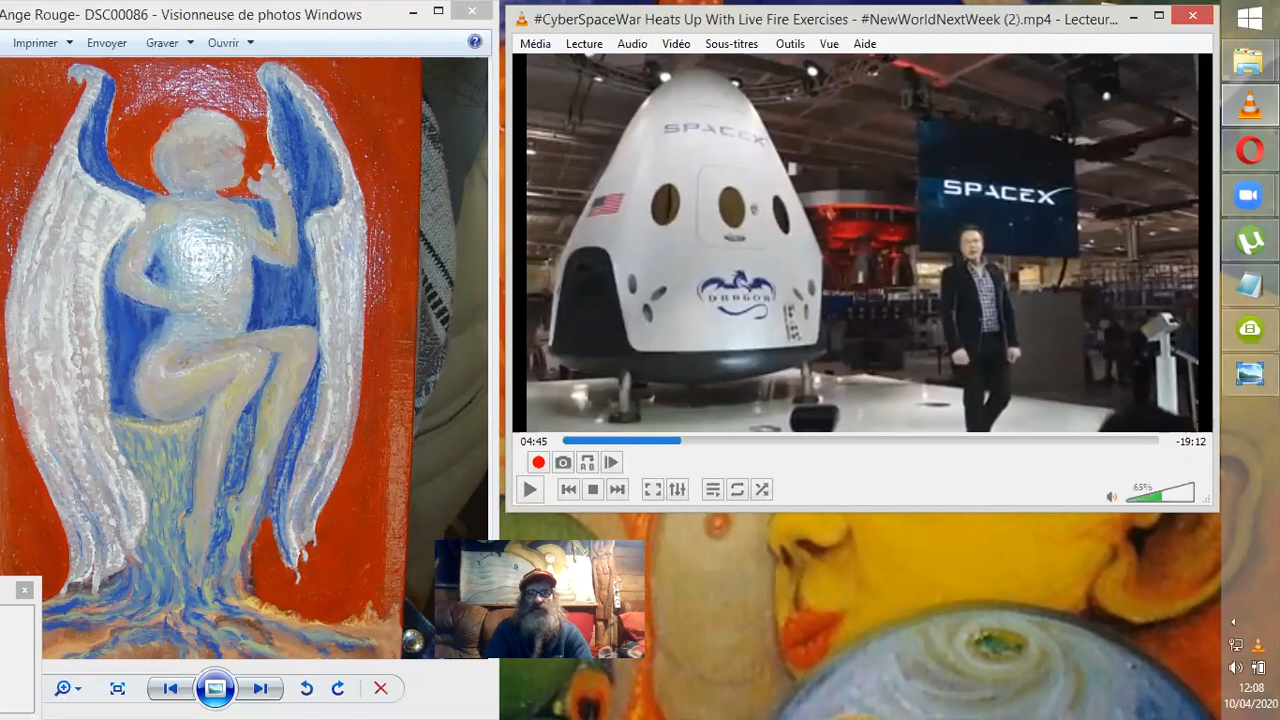 Ange Rouge- DSC00086 - Visionneuse de photos Windows
Imprimer Envoyer Graver Ouvrir
#CyberSpaceWar Heats Up With Live Fire Exercises - #NewWorldNextWeek (2).mp4 - Lecteur...
Média Lecture Audio Vidéo Sous-titres Outils Vue Aide
SPACEX
SPACEX
DRAGON
04:45
-19:12
A B
65%
12:08
10/04/2020